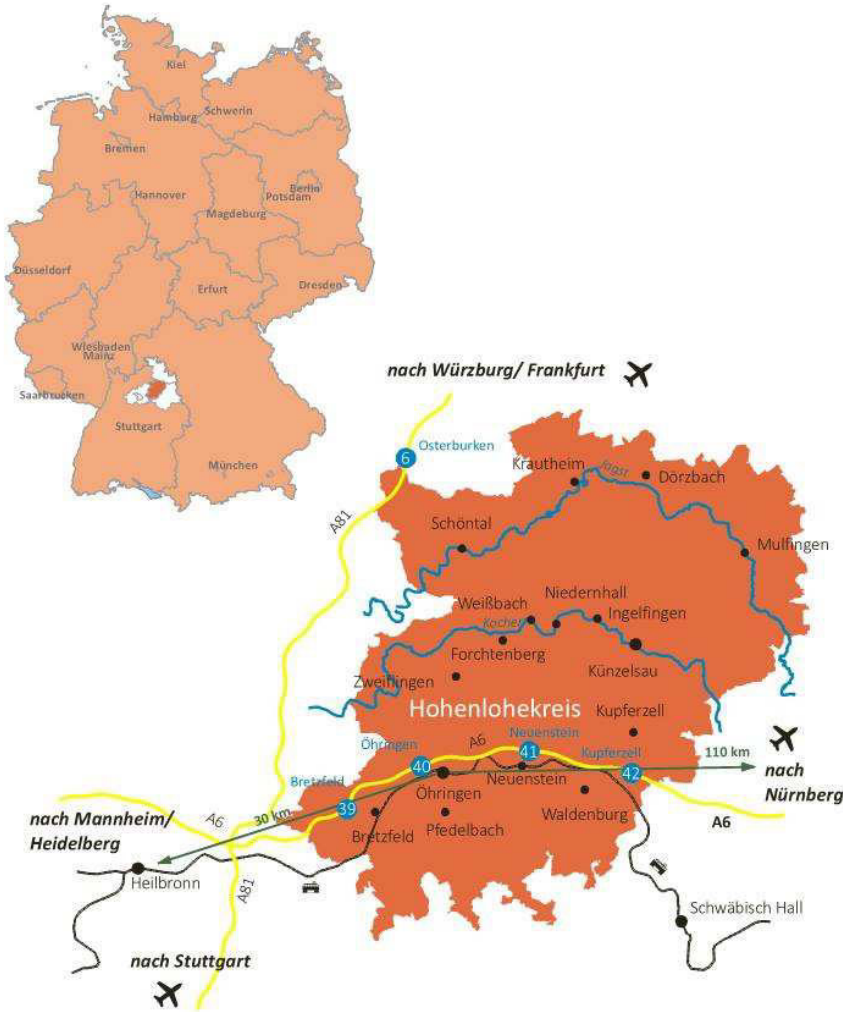 Kiel
Schwerin
Hamburg
Bremen
Berlin
Hannover
Potsdam
Magdeburg
Düsseldorf
Erfurt
Dresden
Wiesbaden
Mainz
Saarbrücken
Stuttgart
München
nach Würzburg/ Frankfurt
6
Osterburken
Krautheim
Jagst
Dörzbach
A81
Schöntal
Mulfingen
Weißbach
Niedernhall
Ingelfingen
Kocher
Forchtenberg
Künzelsau
Zweiflingen
Hohenlohekreis
Kupferzell
Öhringen
A6
Neuenstein
41
Kupferzell
110 km
40
42
nach
Nürnberg
Bretzfeld
Öhringen
Neuenstein
30 km
39
Waldenburg
nach Mannheim/
Heidelberg
A6
Bretzfeld
Pfedelbach
A6
Heilbronn
A81
Schwäbisch Hall
nach Stuttgart